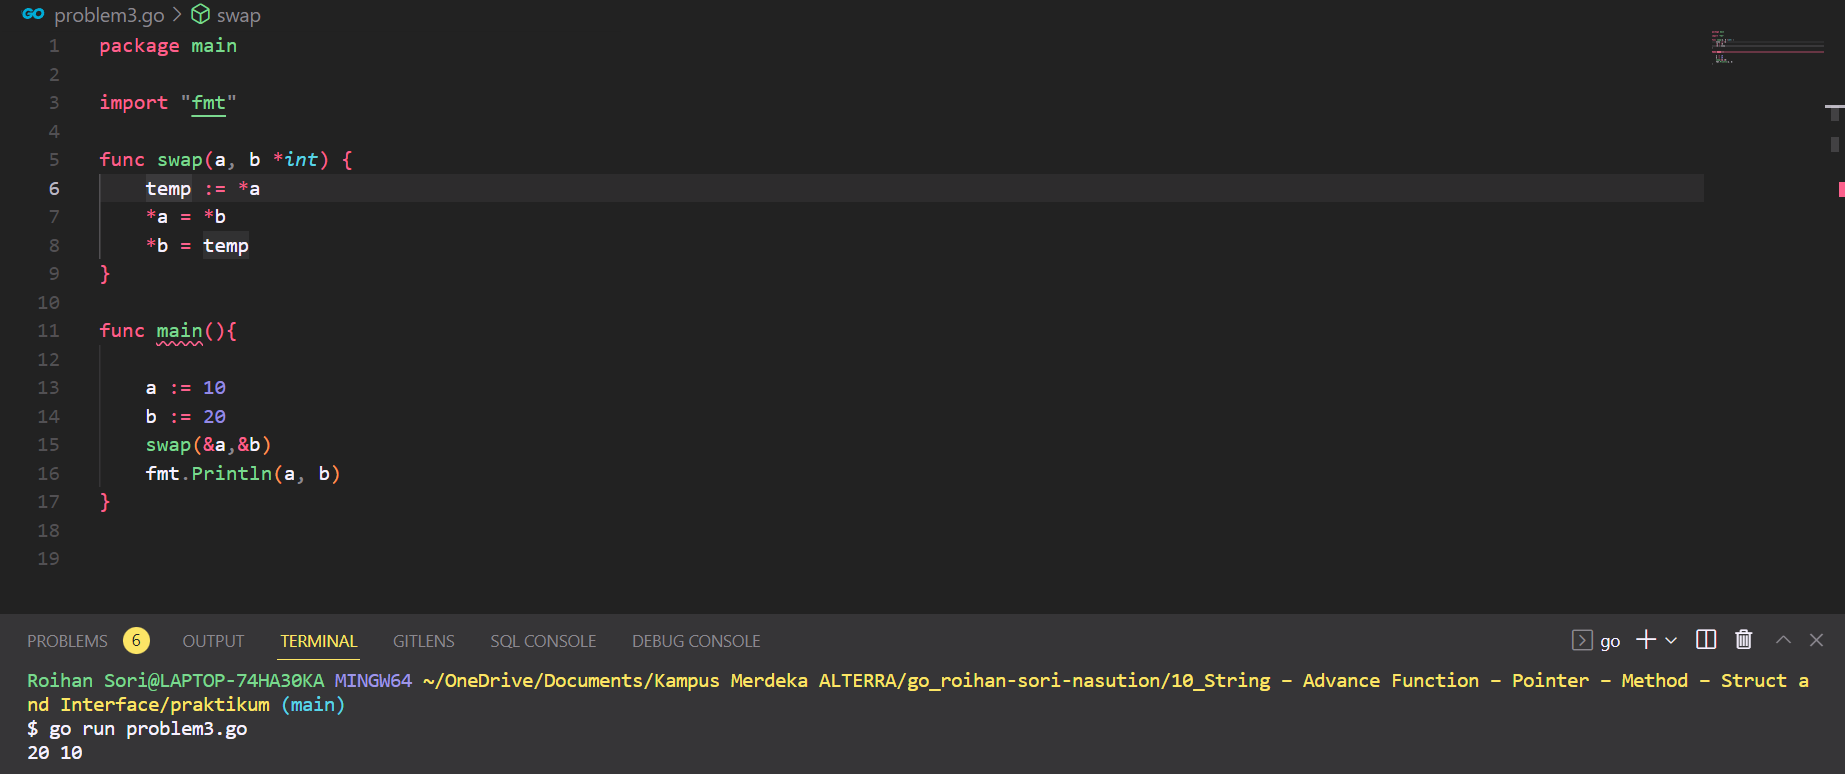 GO problem3.go > swap
1 package main
2
3 import "fmt"
4
5 func swap(a, b *int) {
6     temp := *a
7     *a = *b
8     *b = temp
9 }
10
11 func main(){
12
13     a := 10
14     b := 20
15     swap(&a,&b)
16     fmt.Println(a, b)
17 }
18
19
PROBLEMS 6 OUTPUT TERMINAL GITLENS SQL CONSOLE DEBUG CONSOLE go
Roihan Sori@LAPTOP-74HA30KA MINGW64 ~/OneDrive/Documents/Kampus Merdeka ALTERRA/go_roihan-sori-nasution/10_String – Advance Function – Pointer – Method – Struct a
nd Interface/praktikum (main)
$ go run problem3.go
20 10